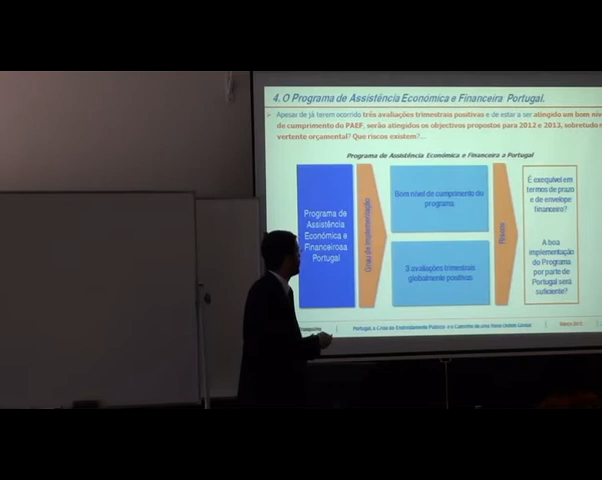 4. O Programa de Assistência Económica e Financeira Portugal.
Apesar de já terem ocorrido três avaliações trimestrais positivas e de estar a ser atingido um bom nív
de cumprimento do PAEF, serão atingidos os objectivos propostos para 2012 e 2013, sobretudo n
vertente orçamental? Que riscos existem?...
Programa de Assistência Económica e Financeira a Portugal
Programa de
Assistência
Económica e
Financeiroaa
Portugal
Grau de implementação
Bom nível de cumprimento do
programa
3 avaliações trimestrais
globalmente positivas
Riscos
É exequível em
termos de prazo
e de envelope
financeiro?
A boa
implementação
do Programa
por parte de
Portugal será
suficiente?
Portugal, a Crise do Endividamento Público e o Caminho de uma Nova Ordem Global
2012